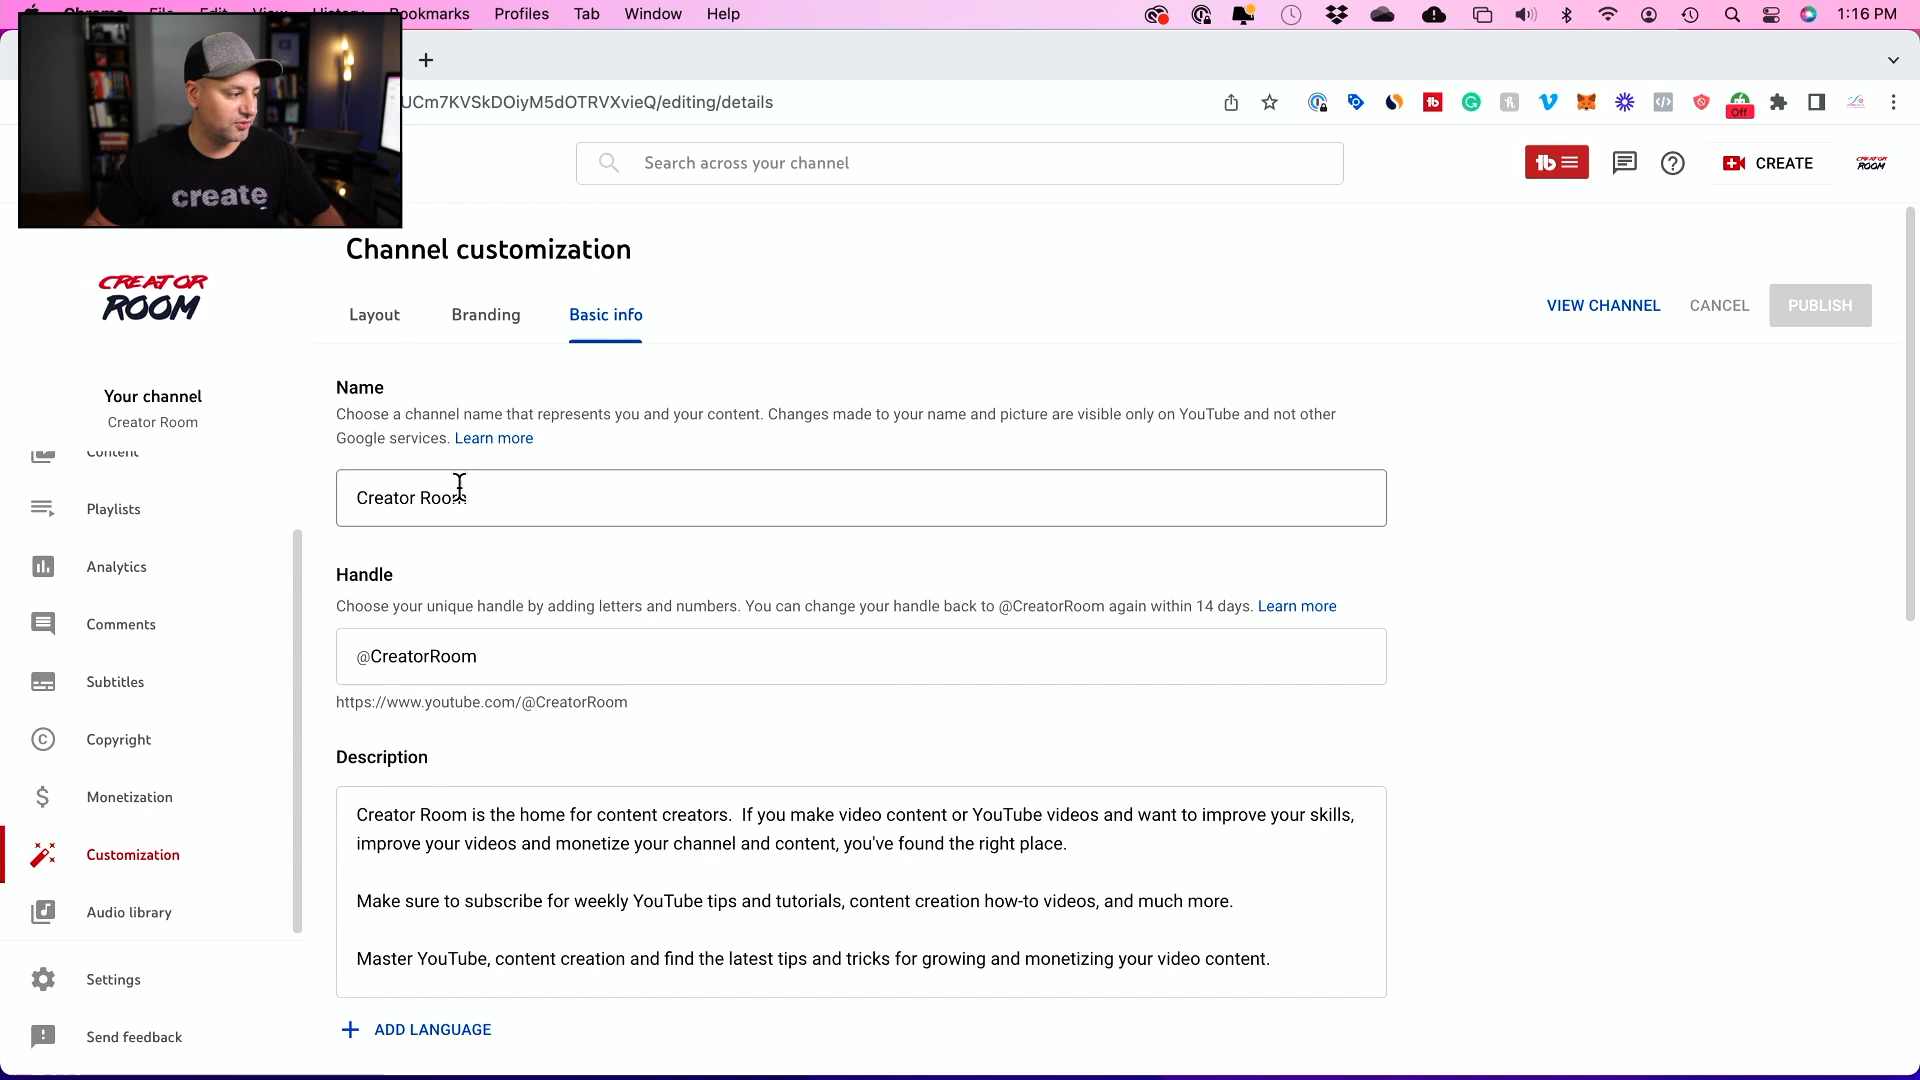 Bookmarks Profiles Tab Window Help 1:16 PM
UCm7KVSkDOiyM5dOTRVXvieQ/editing/details
Off
create
Search across your channel
CREATE
CREATOR
ROOM
Channel customization
CREATOR
ROOM
Layout Branding Basic info
VIEW CHANNEL CANCEL PUBLISH
Your channel
Creator Room
Content
Playlists
Analytics
Comments
Subtitles
Copyright
Monetization
Customization
Audio library
Settings
Send feedback
Name
Choose a channel name that represents you and your content. Changes made to your name and picture are visible only on YouTube and not other
Google services. Learn more
Creator Room
Handle
Choose your unique handle by adding letters and numbers. You can change your handle back to @CreatorRoom again within 14 days. Learn more
@CreatorRoom
https://www.youtube.com/@CreatorRoom
Description
Creator Room is the home for content creators.  If you make video content or YouTube videos and want to improve your skills,
improve your videos and monetize your channel and content, you've found the right place.
Make sure to subscribe for weekly YouTube tips and tutorials, content creation how-to videos, and much more.
Master YouTube, content creation and find the latest tips and tricks for growing and monetizing your video content.
ADD LANGUAGE